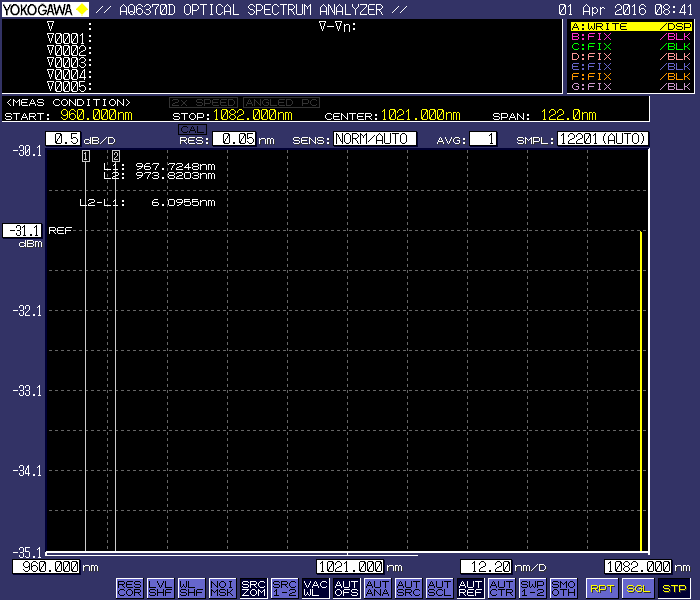 YOKOGAWA // AQ6370D OPTICAL SPECTRUM ANALYZER // 01 Apr 2016 08:41
∇ : ∇-∇n:
∇0001:
∇0002:
∇0003:
∇0004:
∇0005:
A:WRITE /DSP
B:FIX /BLK
C:FIX /BLK
D:FIX /BLK
E:FIX /BLK
F:FIX /BLK
G:FIX /BLK
<MEAS CONDITION> 2X SPEED ANGLED PC
START: 960.000nm STOP:1082.000nm CENTER:1021.000nm SPAN: 122.0nm
CAL
0.5 dB/D RES: 0.05 nm SENS: NORM/AUTO AVG: 1 SMPL: 12201(AUTO)
-30.1
1 2
L1: 967.7248nm
L2: 973.8203nm
L2-L1: 6.0955nm
-31.1 REF
dBm
-32.1
-33.1
-34.1
-35.1
960.000 nm 1021.000 nm 12.20 nm/D 1082.000 nm
RES COR LVL SHF WL SHF NOI MSK SRC ZOM SRC 1-2 VAC WL AUT OFS AUT ANA AUT SRC AUT SCL AUT REF AUT CTR SWP 1-2 SMO OTH RPT SGL STP